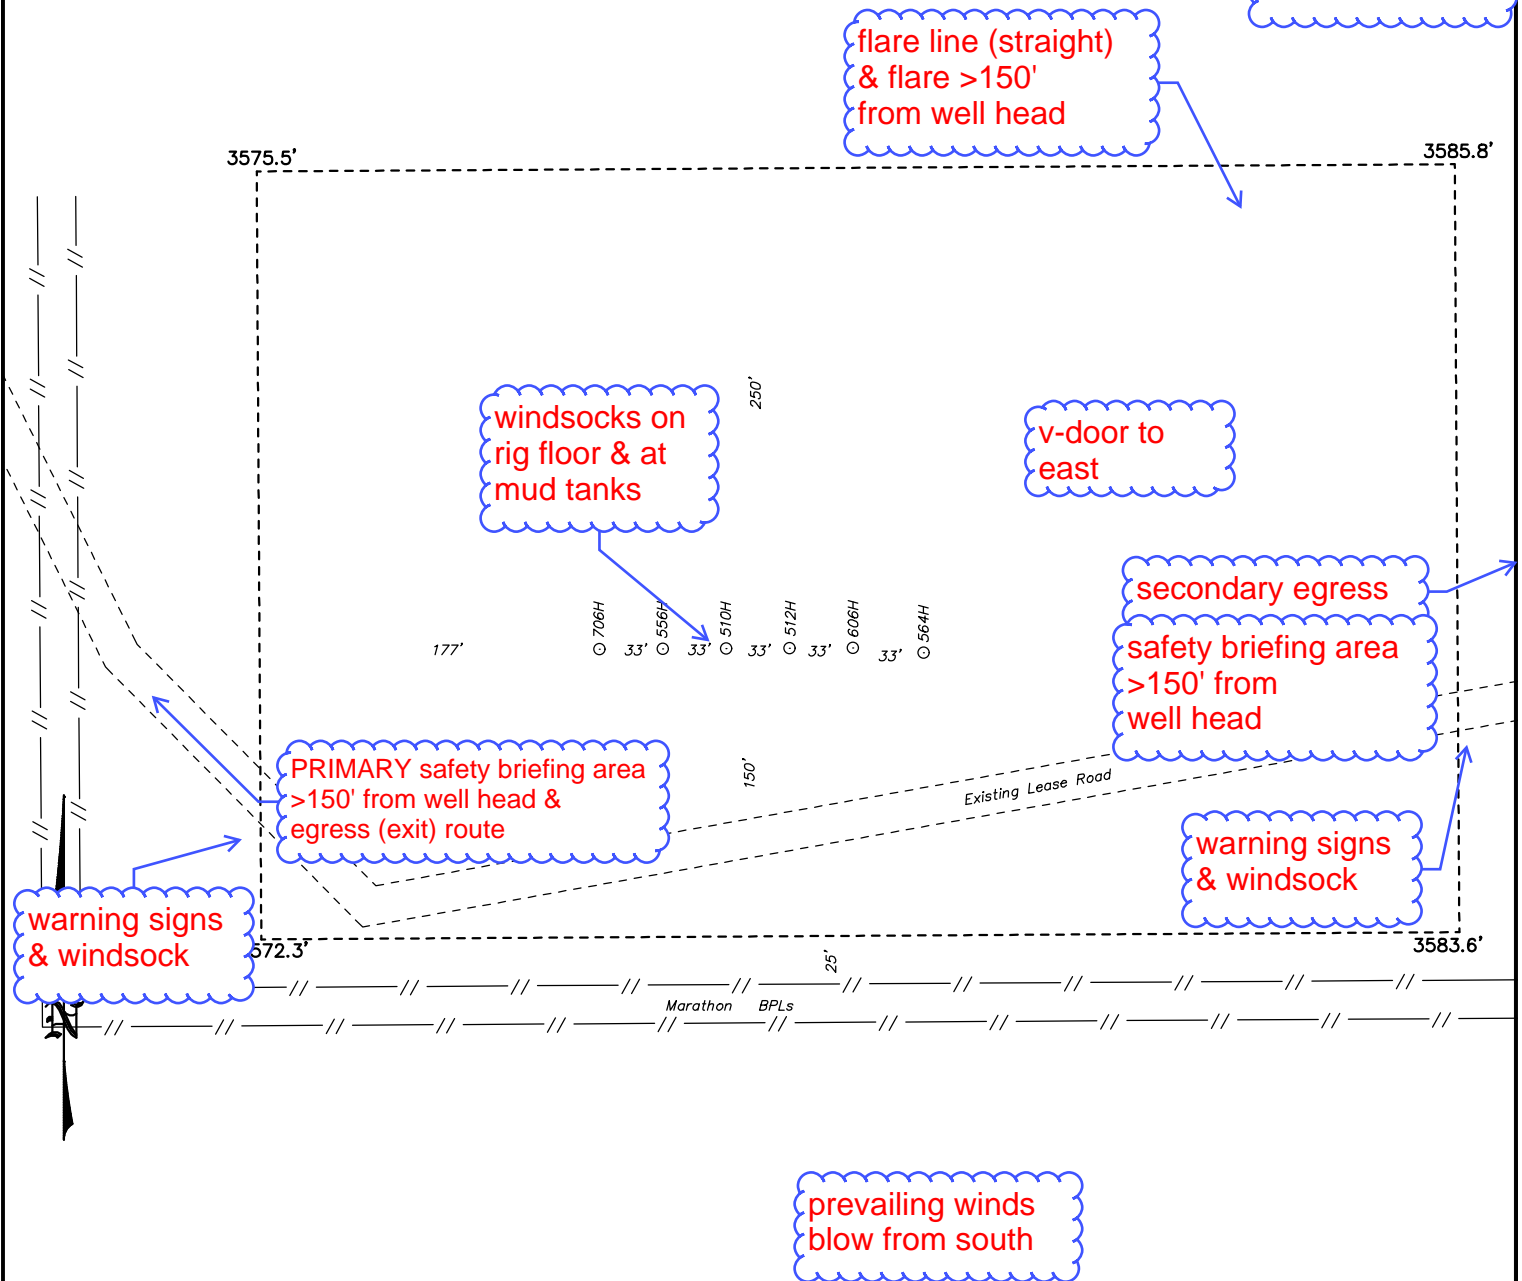 flare line (straight)
& flare >150'
from well head
3575.5'
3585.8'
250'
windsocks on
rig floor & at
mud tanks
v-door to
east
secondary egress
safety briefing area
>150' from
well head
177'
706H
33'
556H
33'
510H
33'
512H
33'
606H
33'
564H
PRIMARY safety briefing area
>150' from well head &
egress (exit) route
150'
Existing Lease Road
warning signs
& windsock
warning signs
& windsock
572.3'
3583.6'
25'
Marathon BPLs
N
prevailing winds
blow from south